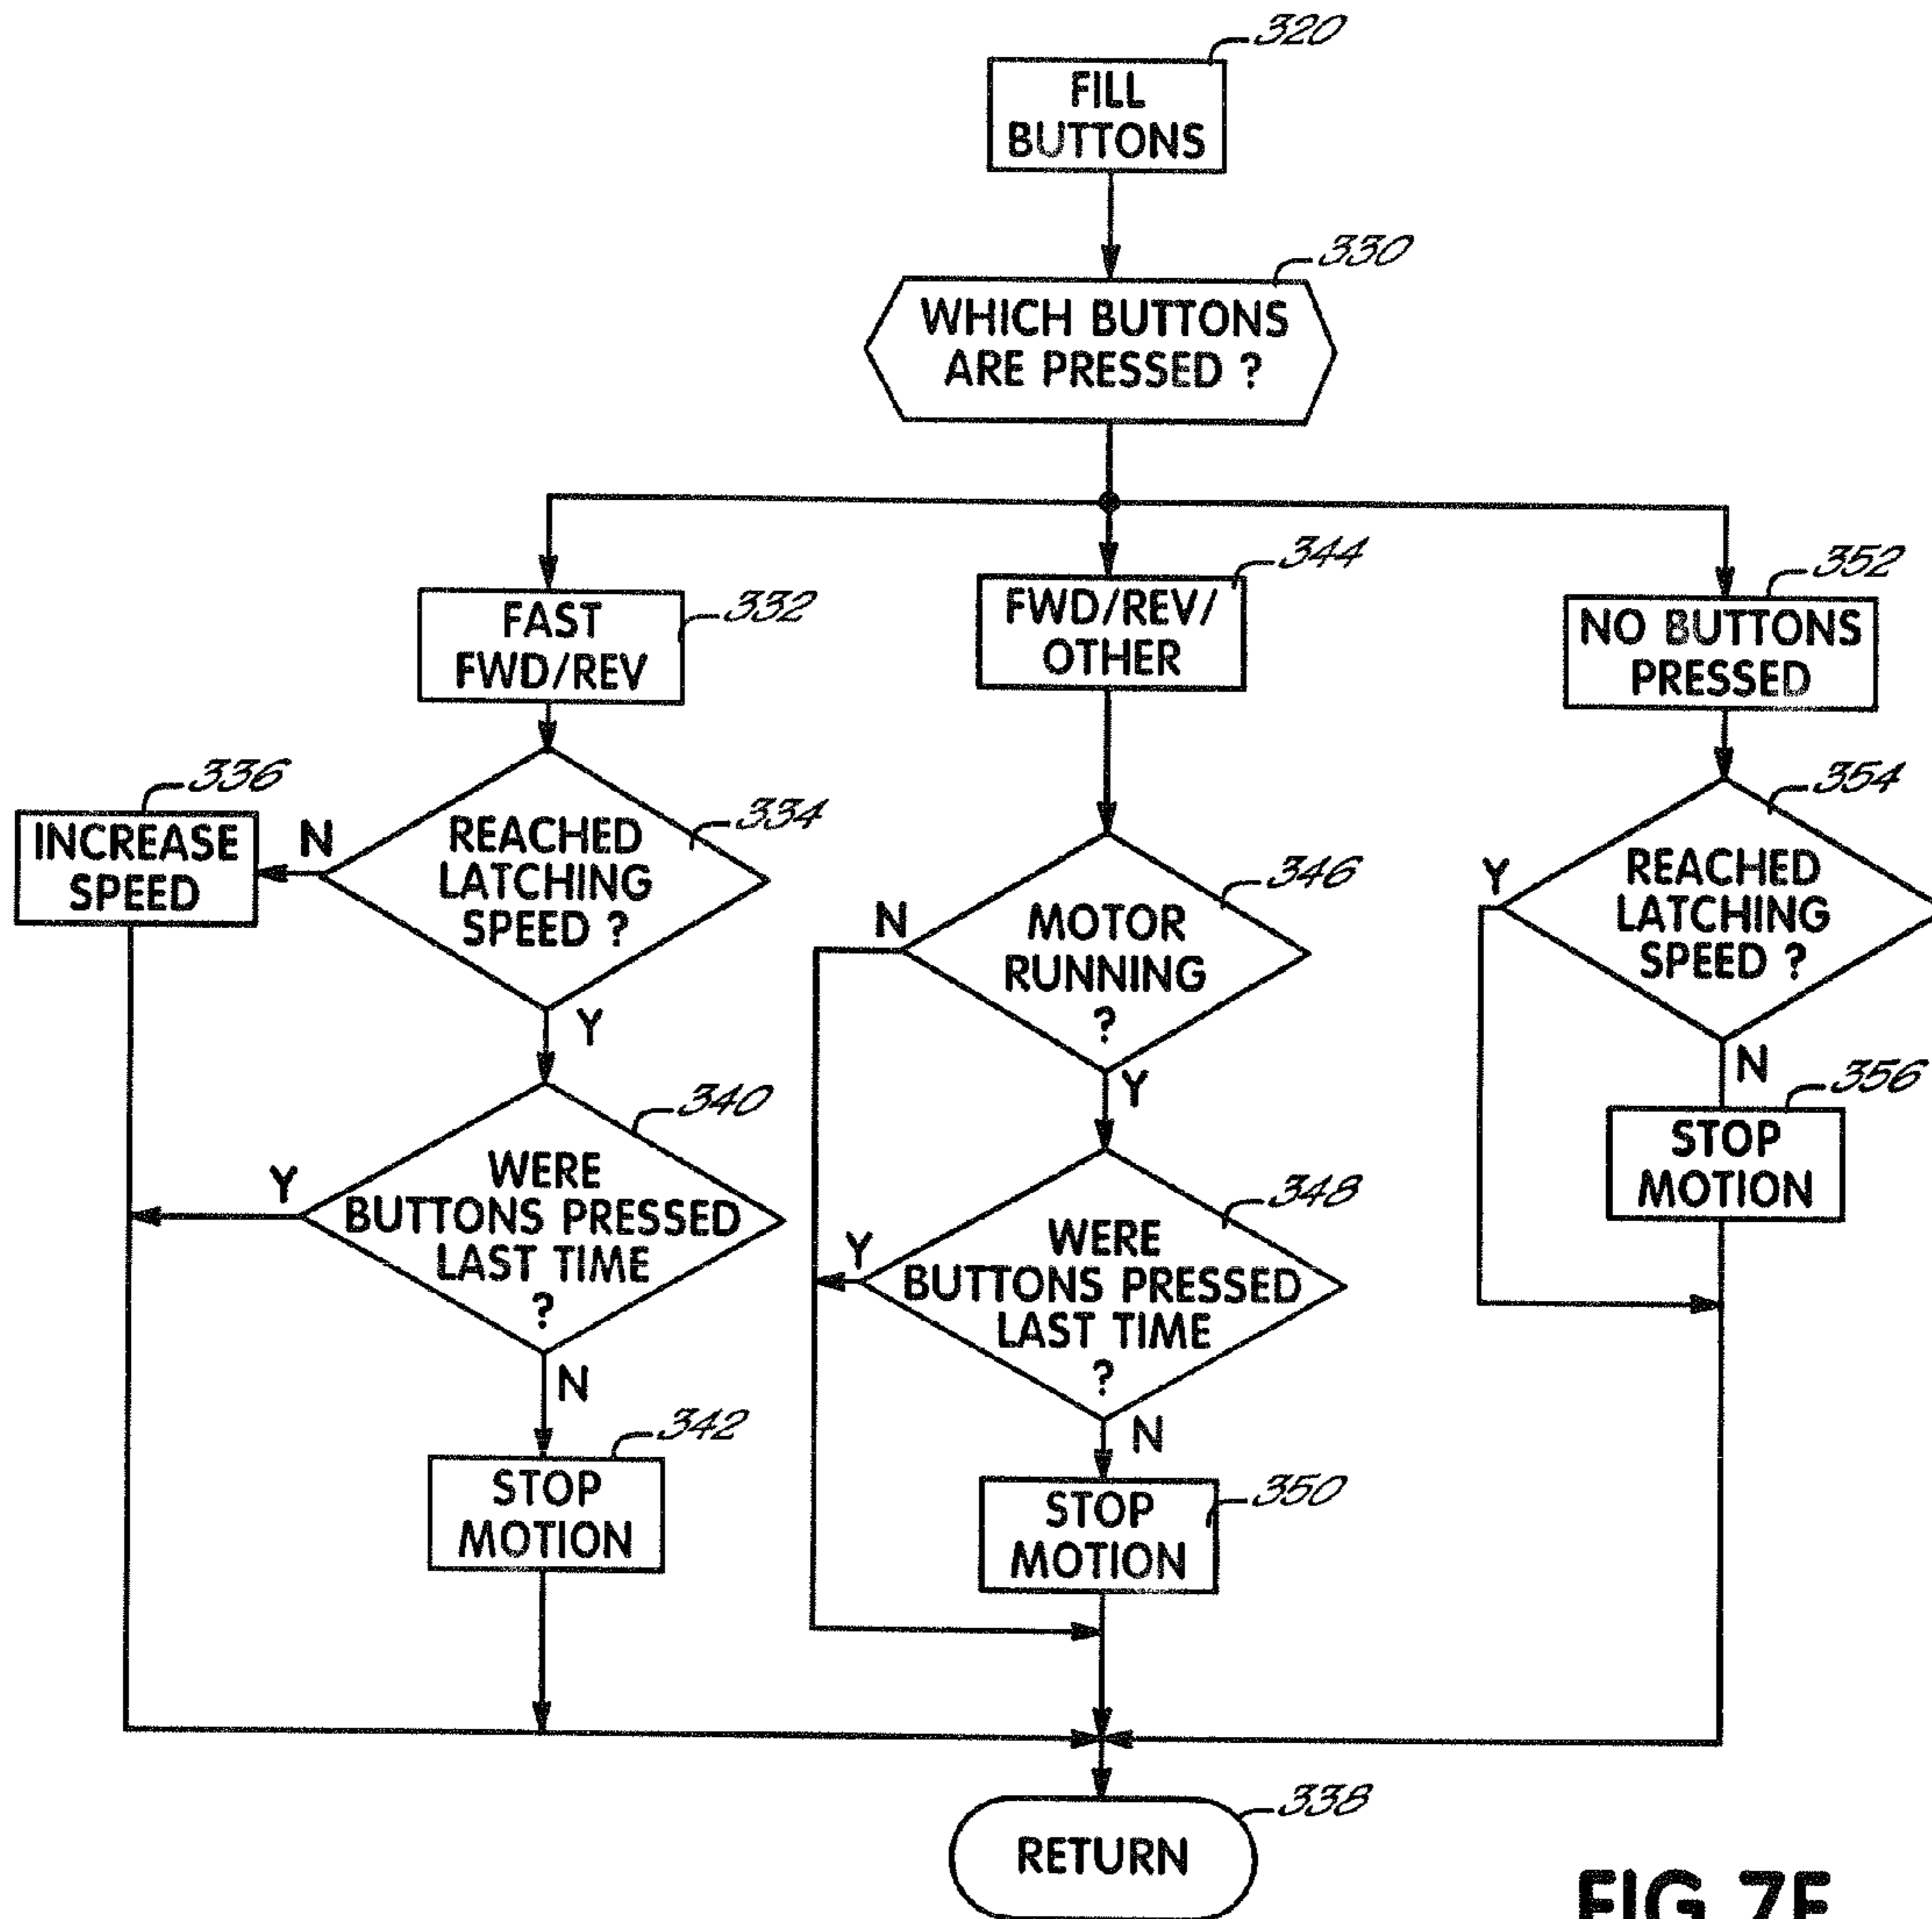 320
FILL
BUTTONS
330
WHICH BUTTONS
ARE PRESSED ?
332
FAST
FWD/REV
344
FWD/REV/
OTHER
352
NO BUTTONS
PRESSED
336
INCREASE
SPEED
N
334
REACHED
LATCHING
SPEED ?
Y
346
N
MOTOR
RUNNING
?
Y
354
Y
REACHED
LATCHING
SPEED ?
N
356
STOP
MOTION
340
Y
WERE
BUTTONS PRESSED
LAST TIME
?
N
348
Y
WERE
BUTTONS PRESSED
LAST TIME
?
N
342
STOP
MOTION
350
STOP
MOTION
338
RETURN